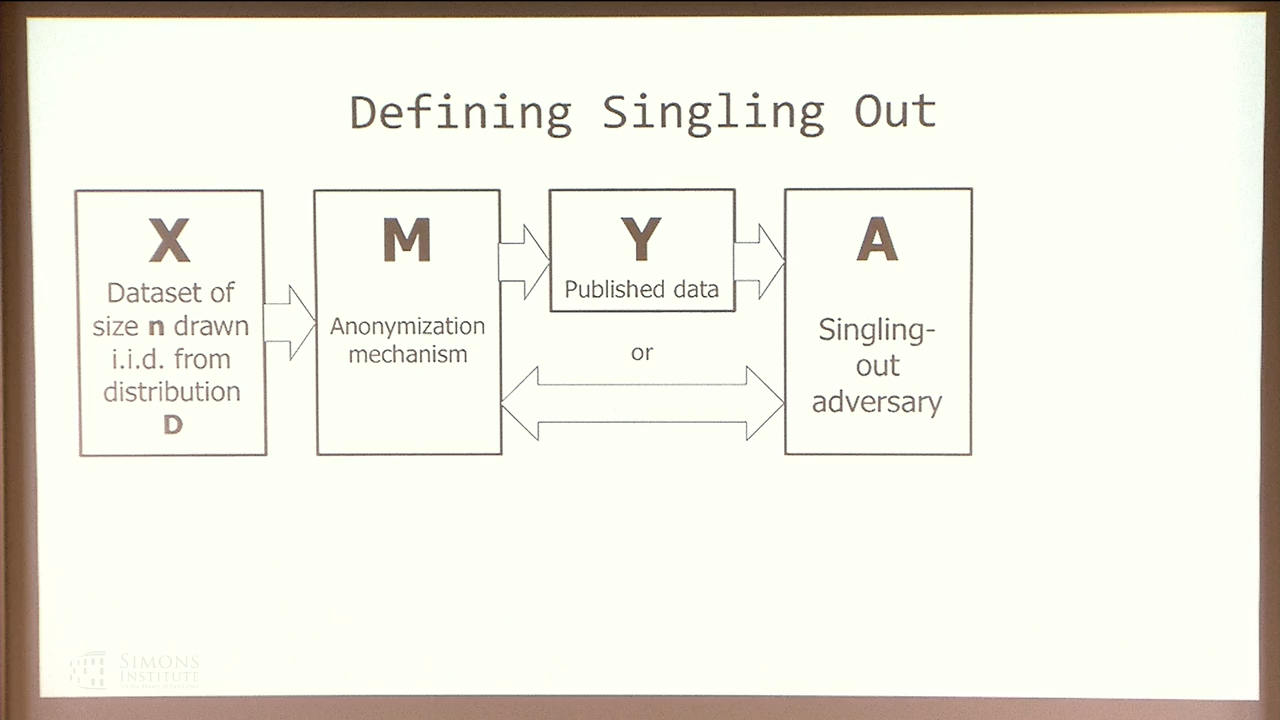 Defining Singling Out
X
Dataset of
size n drawn
i.i.d. from
distribution
D
M
Anonymization
mechanism
Y
Published data
or
A
Singling-
out
adversary
SIMONS
INSTITUTE